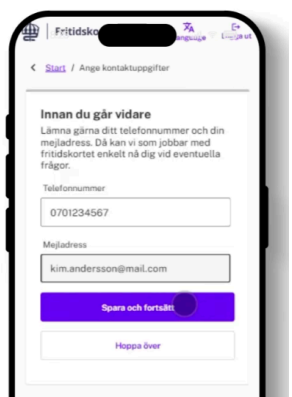 Start / Ange kontaktuppgifter
Innan du går vidare
Lämna gärna ditt telefonnummer och din
mejladress. Då kan vi som jobbar med
fritidskortet enkelt nå dig vid eventuella
frågor.
Telefonnummer
0701234567
Mejladress
kim.andersson@mail.com
Spara och fortsätt
Hoppa över